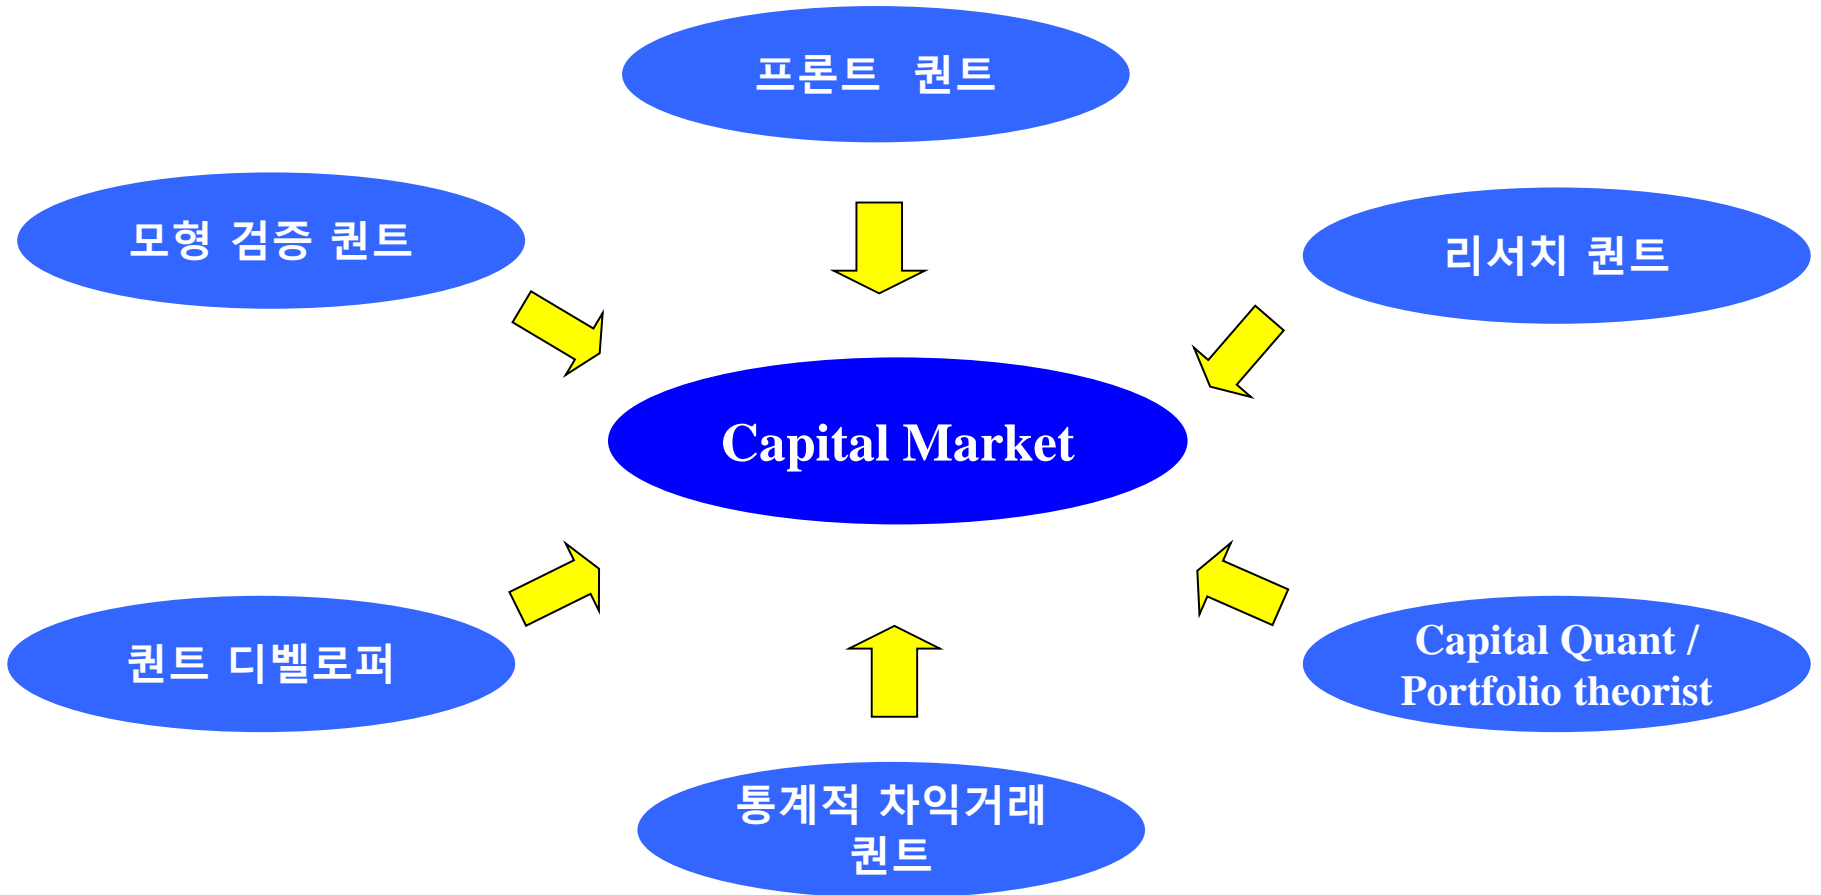 프론트 퀀트
모형 검증 퀀트
리서치 퀀트
Capital Market
퀀트 디벨로퍼
Capital Quant /
Portfolio theorist
통계적 차익거래
퀀트